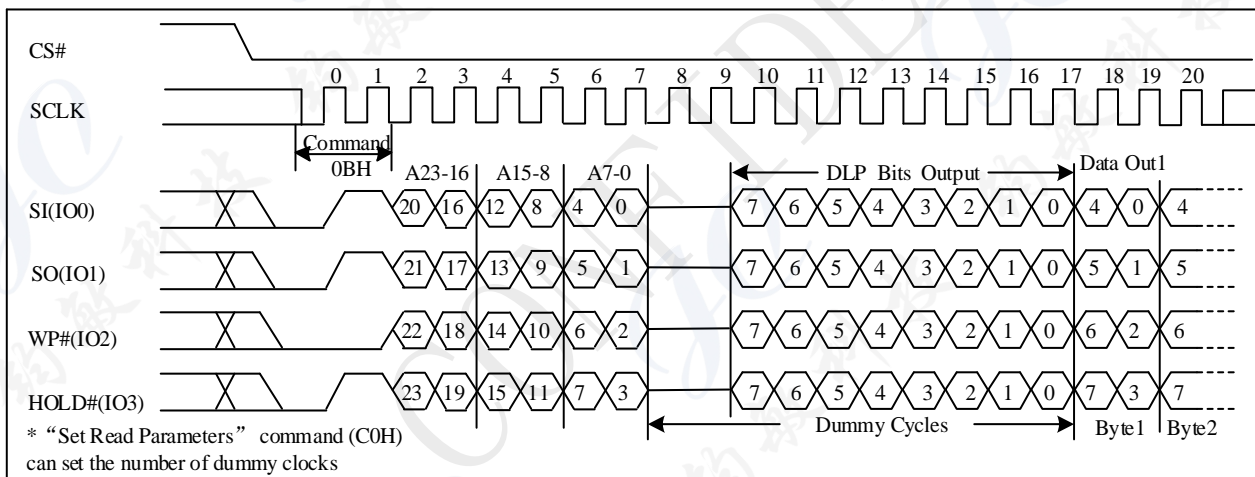 CS#
0 1 2 3 4 5 6 7 8 9 10 11 12 13 14 15 16 17 18 19 20
SCLK
Command
0BH
A23-16 A15-8 A7-0 DLP Bits Output Data Out1
SI(IO0) 20 16 12 8 4 0 7 6 5 4 3 2 1 0 4 0 4
SO(IO1) 21 17 13 9 5 1 7 6 5 4 3 2 1 0 5 1 5
WP#(IO2) 22 18 14 10 6 2 7 6 5 4 3 2 1 0 6 2 6
HOLD#(IO3) 23 19 15 11 7 3 7 6 5 4 3 2 1 0 7 3 7
Dummy Cycles Byte1 Byte2
* “Set Read Parameters” command (C0H)
can set the number of dummy clocks